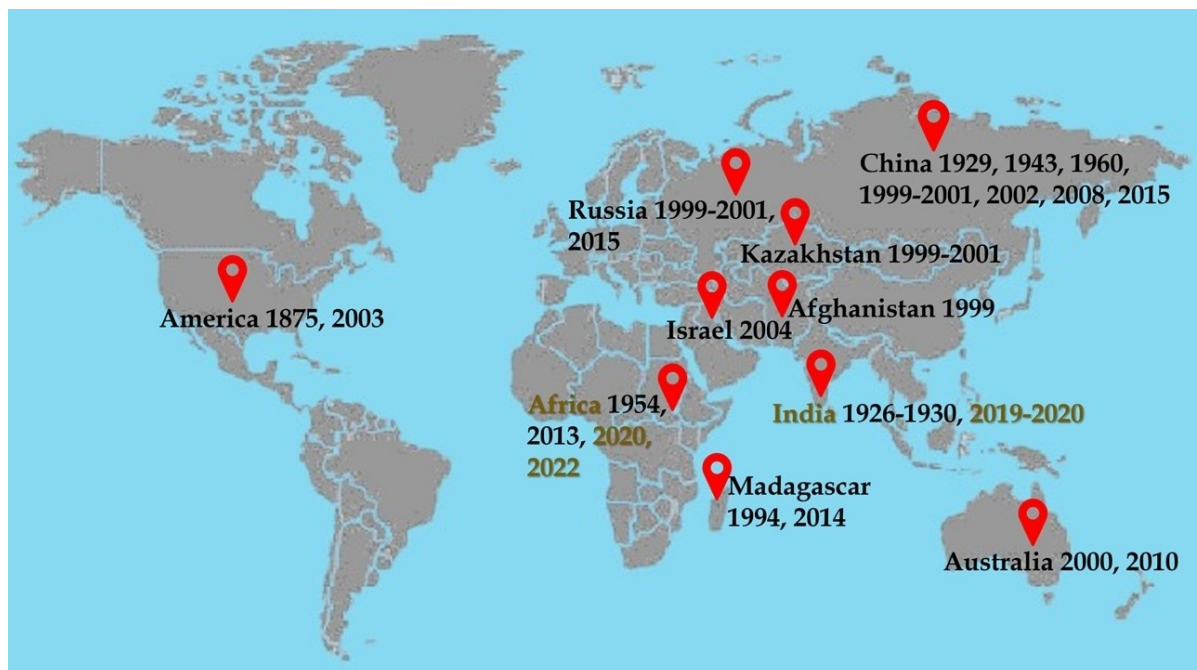 China 1929, 1943, 1960,
1999-2001, 2002, 2008, 2015
Russia 1999-2001,
2015
Kazakhstan 1999-2001
America 1875, 2003
Israel 2004
Afghanistan 1999
Africa 1954,
2013, 2020,
2022
India 1926-1930, 2019-2020
Madagascar
1994, 2014
Australia 2000, 2010